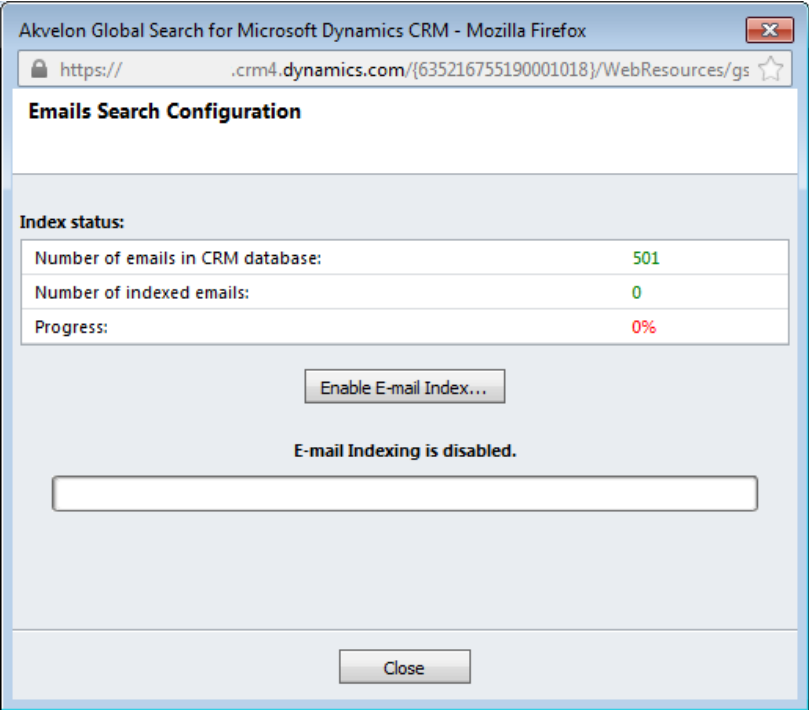 Akvelon Global Search for Microsoft Dynamics CRM - Mozilla Firefox
https:// .crm4.dynamics.com/{635216755190001018}/WebResources/gs
Emails Search Configuration
Index status:
Number of emails in CRM database: 501
Number of indexed emails: 0
Progress: 0%
Enable E-mail Index...
E-mail Indexing is disabled.
Close